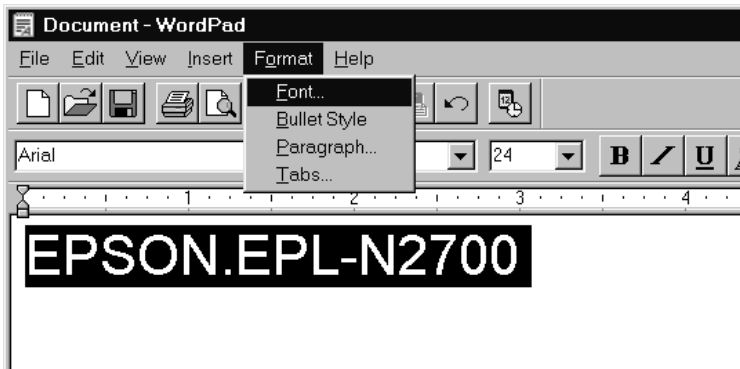 Document - WordPad
File Edit View Insert Format Help
Font...
Bullet Style
Paragraph...
Tabs...
Arial 24 B / U
1 2 3 4
EPSON.EPL-N2700